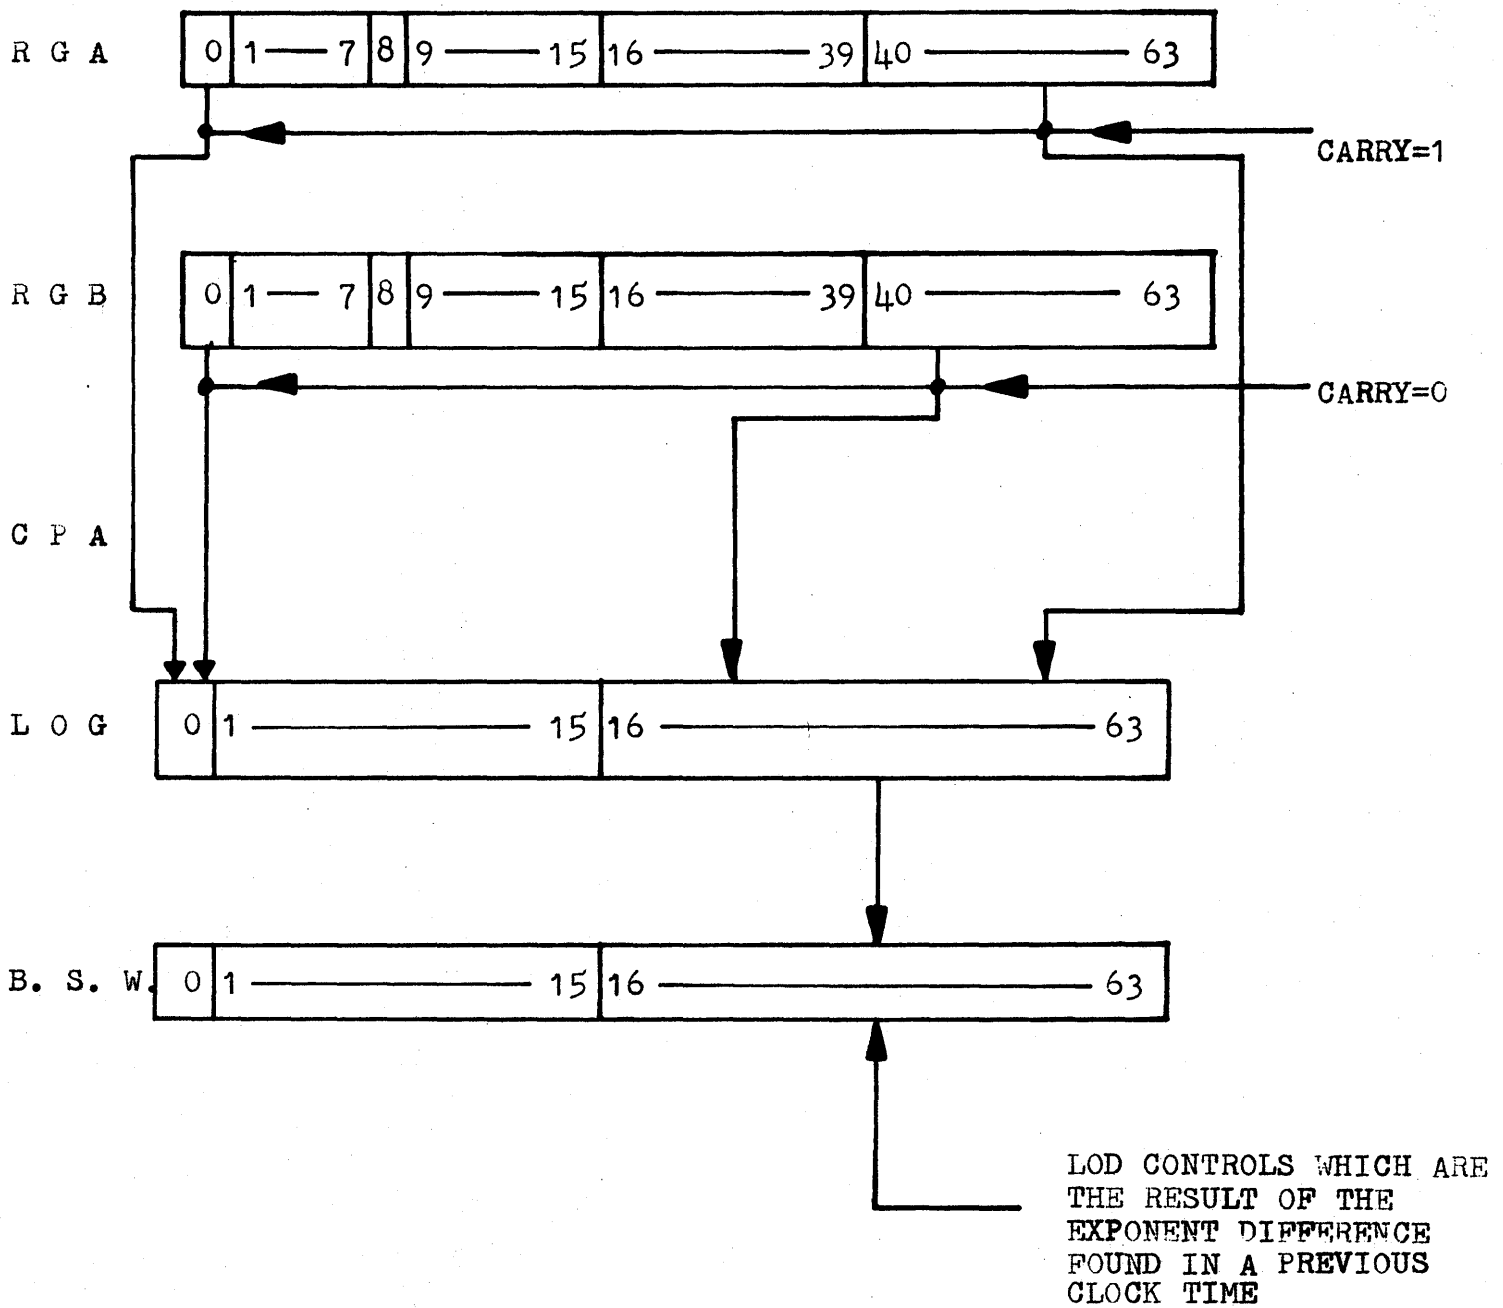 R G A 0 1 7 8 9 15 16 39 40 63
CARRY=1
R G B 0 1 7 8 9 15 16 39 40 63
CARRY=0
C P A
L O G 0 1 15 16 63
B. S. W. 0 1 15 16 63
LOD CONTROLS WHICH ARE
THE RESULT OF THE
EXPONENT DIFFERENCE
FOUND IN A PREVIOUS
CLOCK TIME